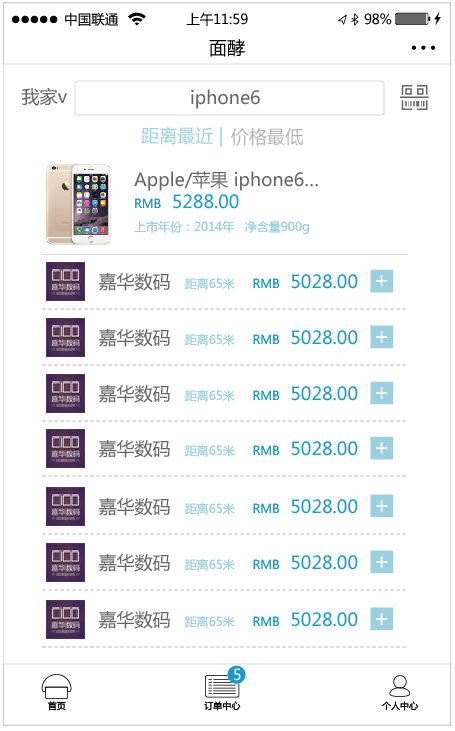 中国联通 上午11:59 98%
面酵
我家v iphone6
距离最近 | 价格最低
Apple/苹果 iphone6...
RMB 5288.00
上市年份：2014年 净含量900g
嘉华数码 嘉华数码 距离65米 RMB 5028.00 +
嘉华数码 嘉华数码 距离65米 RMB 5028.00 +
嘉华数码 嘉华数码 距离65米 RMB 5028.00 +
嘉华数码 嘉华数码 距离65米 RMB 5028.00 +
嘉华数码 嘉华数码 距离65米 RMB 5028.00 +
嘉华数码 嘉华数码 距离65米 RMB 5028.00 +
嘉华数码 嘉华数码 距离65米 RMB 5028.00 +
5
首页 订单中心 个人中心